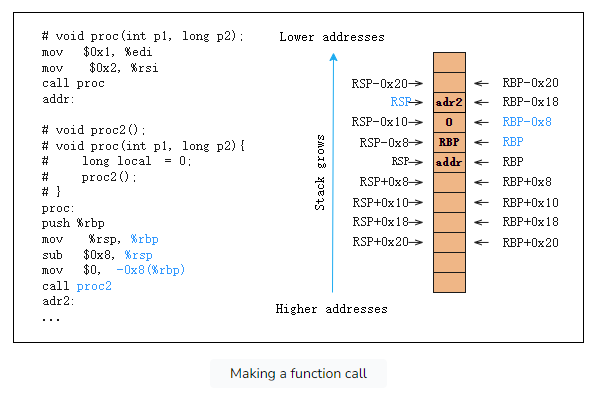 # void proc(int p1, long p2);
mov $0x1, %edi
mov $0x2, %rsi
call proc
addr:
# void proc2();
# void proc(int p1, long p2){
# long local = 0;
# proc2();
# }
proc:
push %rbp
mov %rsp, %rbp
sub $0x8, %rsp
mov $0, -0x8(%rbp)
call proc2
adr2:
...
Lower addresses
Stack grows
RSP-0x20 RBP-0x20
RSP adr2 RBP-0x18
RSP-0x10 0 RBP-0x8
RSP-0x8 RBP RBP
RSP addr RBP
RSP+0x8 RBP+0x8
RSP+0x10 RBP+0x10
RSP+0x18 RBP+0x18
RSP+0x20 RBP+0x20
Higher addresses
Making a function call